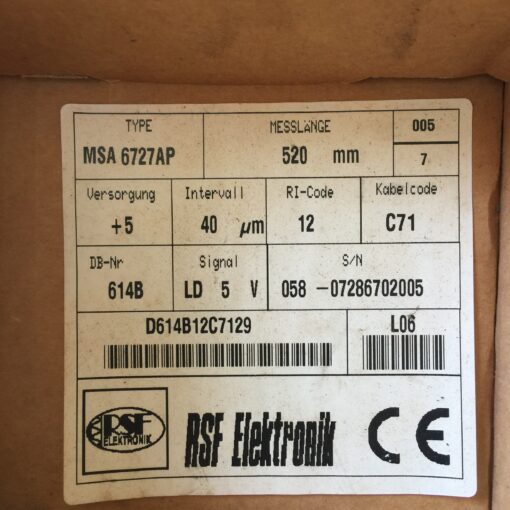 TYPE MESSLÄNGE 005
MSA 6727AP 520 mm 7
Versorgung Intervall RI-Code Kabelcode
+5 40 µm 12 C71
DB-Nr Signal S/N
614B LD 5 V 058 -07286702005
D614B12C7129 L06
RSF
ELEKTRONIK
RSF Elektronik CE